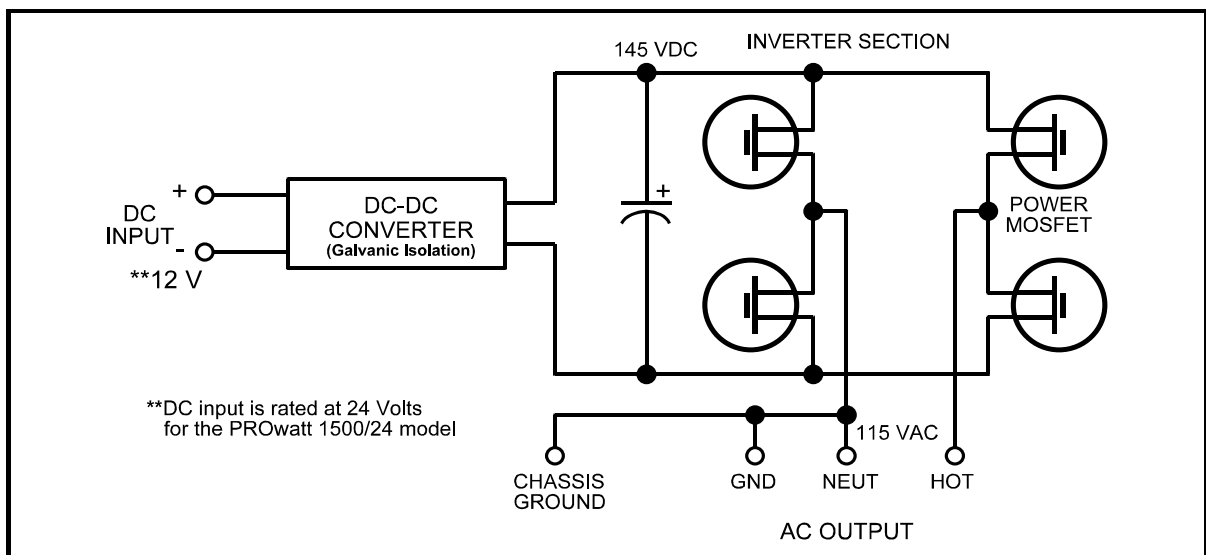 145 VDC
INVERTER SECTION
+
DC
INPUT
-
**12 V
DC-DC
CONVERTER
(Galvanic Isolation)
+
POWER
MOSFET
**DC input is rated at 24 Volts
for the PROwatt 1500/24 model
115 VAC
CHASSIS
GROUND
GND
NEUT
HOT
AC OUTPUT